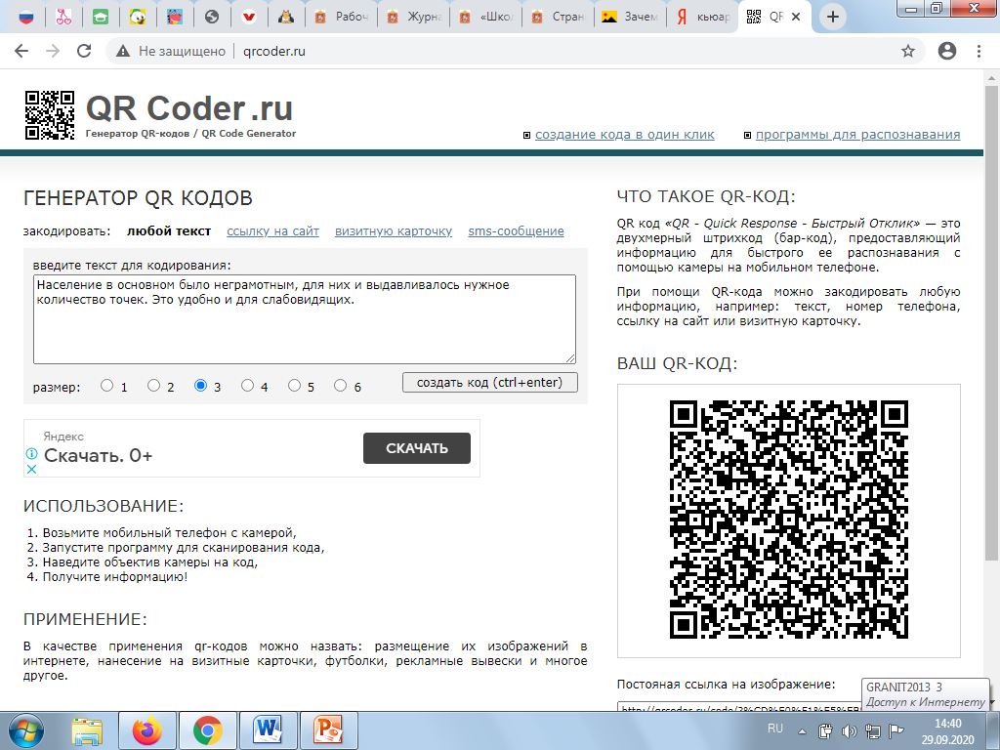 Рабоч
Журна
«Школ
Стран
Зачем
кьюар
QR
Не защищено
qrcoder.ru
QR Coder.ru
Генератор QR-кодов / QR Code Generator
создание кода в один клик
программы для распознавания
ГЕНЕРАТОР QR КОДОВ
закодировать: любой текст ссылку на сайт визитную карточку sms-сообщение
введите текст для кодирования:
Население в основном было неграмотным, для них и выдавливалось нужное
количество точек. Это удобно и для слабовидящих.
размер: 1 2 3 4 5 6
создать код (ctrl+enter)
Яндекс
Скачать. 0+
СКАЧАТЬ
ИСПОЛЬЗОВАНИЕ:
1. Возьмите мобильный телефон с камерой,
2. Запустите программу для сканирования кода,
3. Наведите объектив камеры на код,
4. Получите информацию!
ПРИМЕНЕНИЕ:
В качестве применения qr-кодов можно назвать: размещение их изображений в
интернете, нанесение на визитные карточки, футболки, рекламные вывески и многое
другое.
ЧТО ТАКОЕ QR-КОД:
QR код «QR - Quick Response - Быстрый Отклик» — это
двухмерный штрихкод (бар-код), предоставляющий
информацию для быстрого ее распознавания с
помощью камеры на мобильном телефоне.
При помощи QR-кода можно закодировать любую
информацию, например: текст, номер телефона,
ссылку на сайт или визитную карточку.
ВАШ QR-КОД:
Постояная ссылка на изображение:
GRANIT2013 3
Доступ к Интернету
RU
14:40
29.09.2020